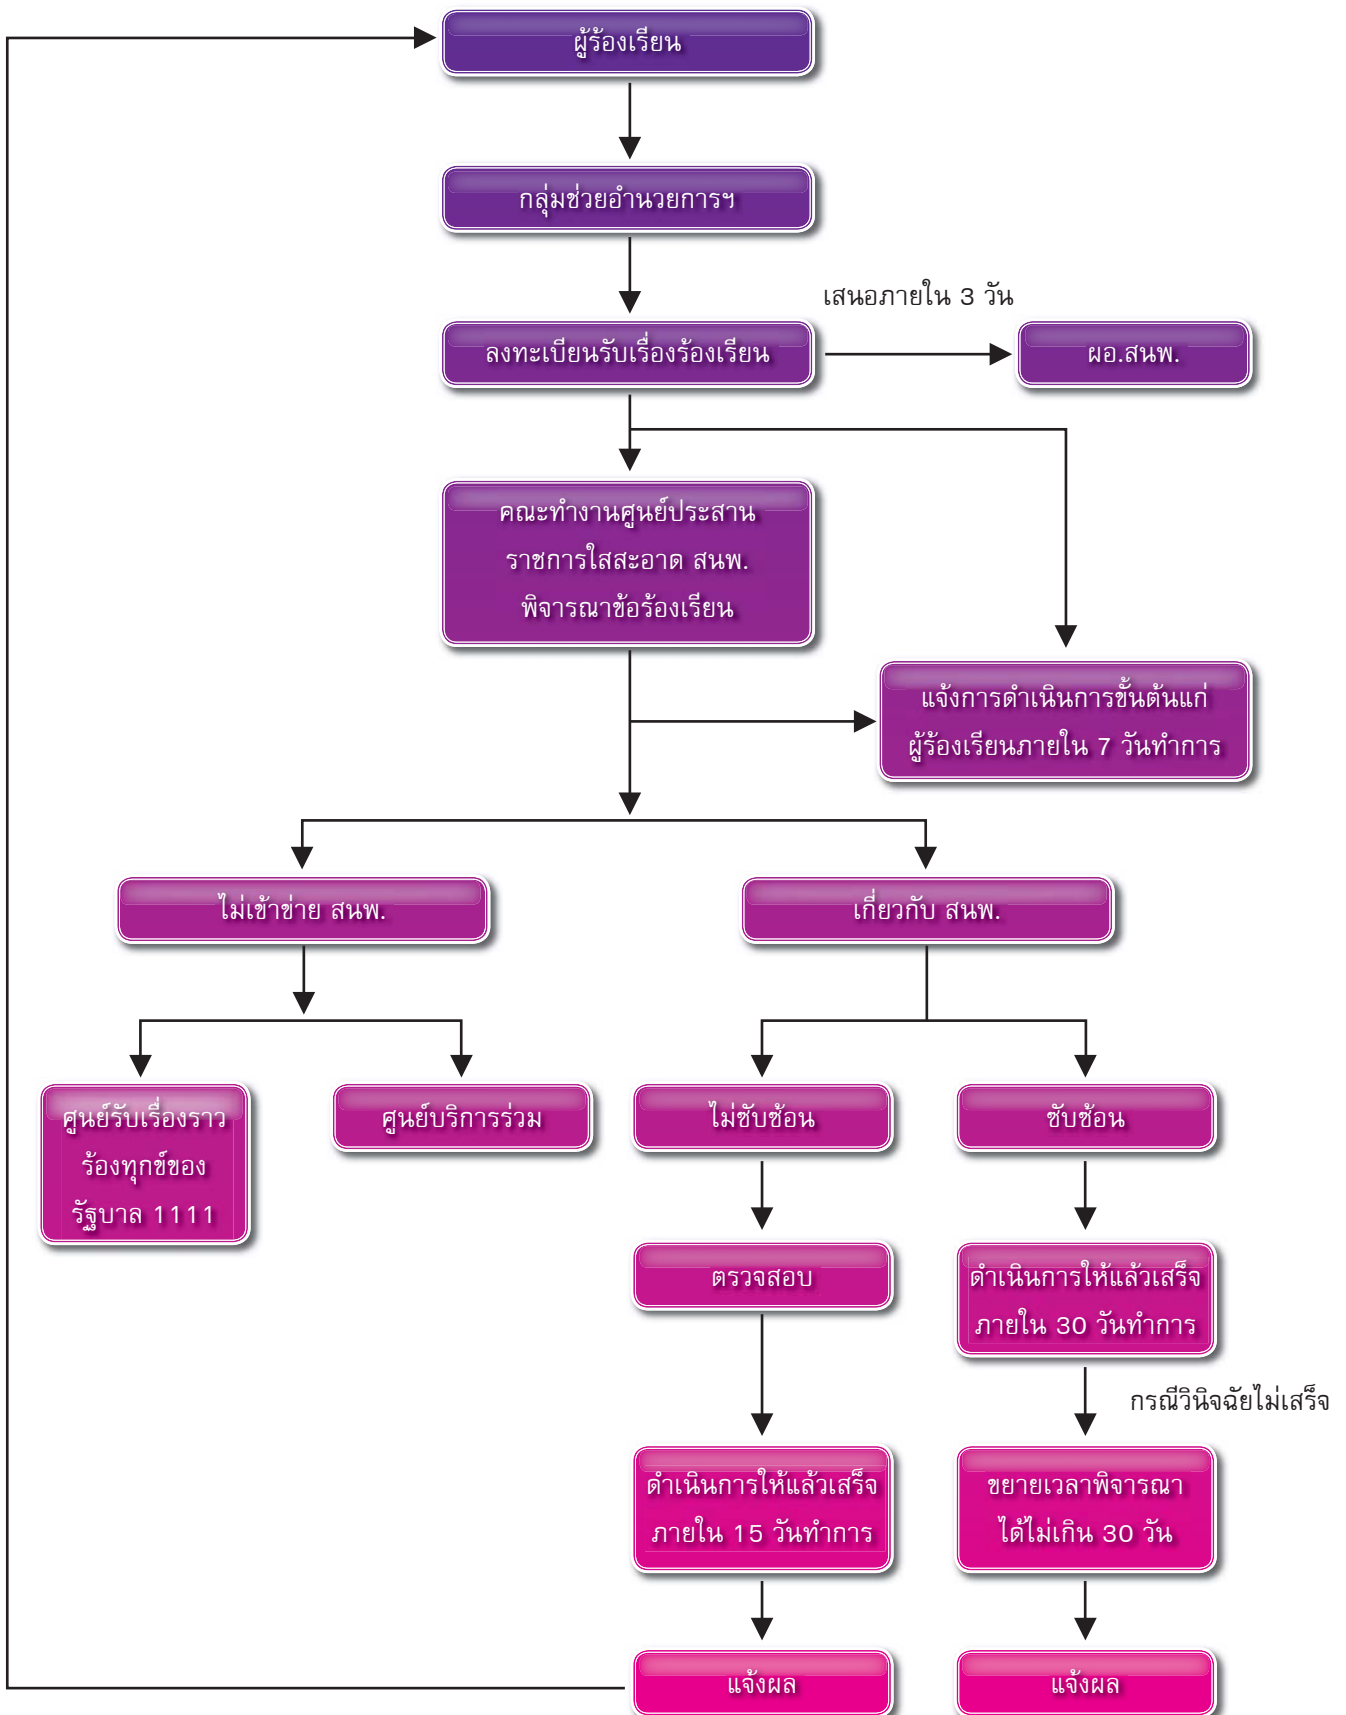 ผู้ร้องเรียน
กลุ่มช่วยอำนวยการฯ
เสนอภายใน 3 วัน
ลงทะเบียนรับเรื่องร้องเรียน
ผอ.สนพ.
คณะทำงานศูนย์ประสาน
ราชการใสสะอาด สนพ.
พิจารณาข้อร้องเรียน
แจ้งการดำเนินการขั้นต้นแก่
ผู้ร้องเรียนภายใน 7 วันทำการ
ไม่เข้าข่าย สนพ.
เกี่ยวกับ สนพ.
ศูนย์รับเรื่องราว
ร้องทุกข์ของ
รัฐบาล 1111
ศูนย์บริการร่วม
ไม่ซับซ้อน
ซับซ้อน
ตรวจสอบ
ดำเนินการให้แล้วเสร็จ
ภายใน 30 วันทำการ
กรณีวินิจฉัยไม่เสร็จ
ดำเนินการให้แล้วเสร็จ
ภายใน 15 วันทำการ
ขยายเวลาพิจารณา
ได้ไม่เกิน 30 วัน
แจ้งผล
แจ้งผล